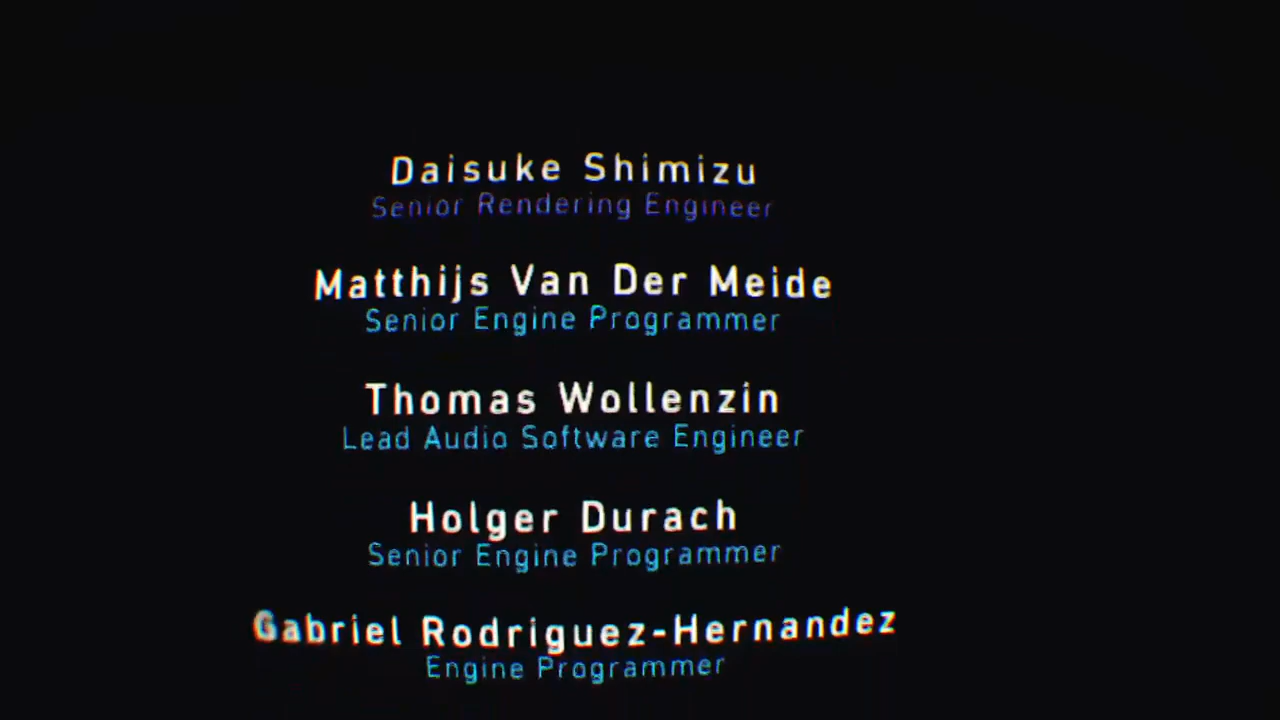 Daisuke Shimizu
Senior Rendering Engineer
Matthijs Van Der Meide
Senior Engine Programmer
Thomas Wollenzin
Lead Audio Software Engineer
Holger Durach
Senior Engine Programmer
Gabriel Rodriguez-Hernandez
Engine Programmer